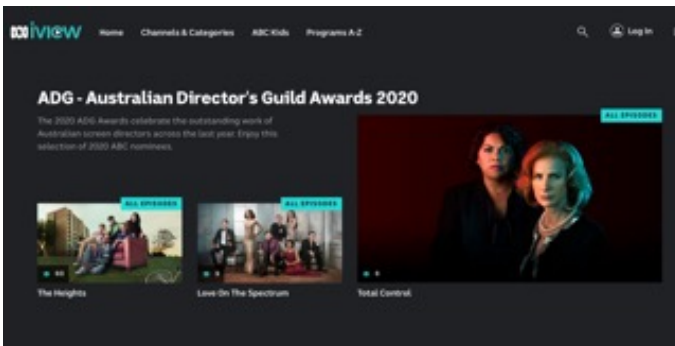 ABC iview Home Channels & Categories ABC Kids Programs A-Z Log In
ADG - Australian Director's Guild Awards 2020
The 2020 ADG Awards celebrate the outstanding work of
Australian screen directors across the last year. Enjoy this
selection of 2020 ABC nominees.
ALL EPISODES
ALL EPISODES
ALL EPISODES
The Heights
Love On The Spectrum
Total Control